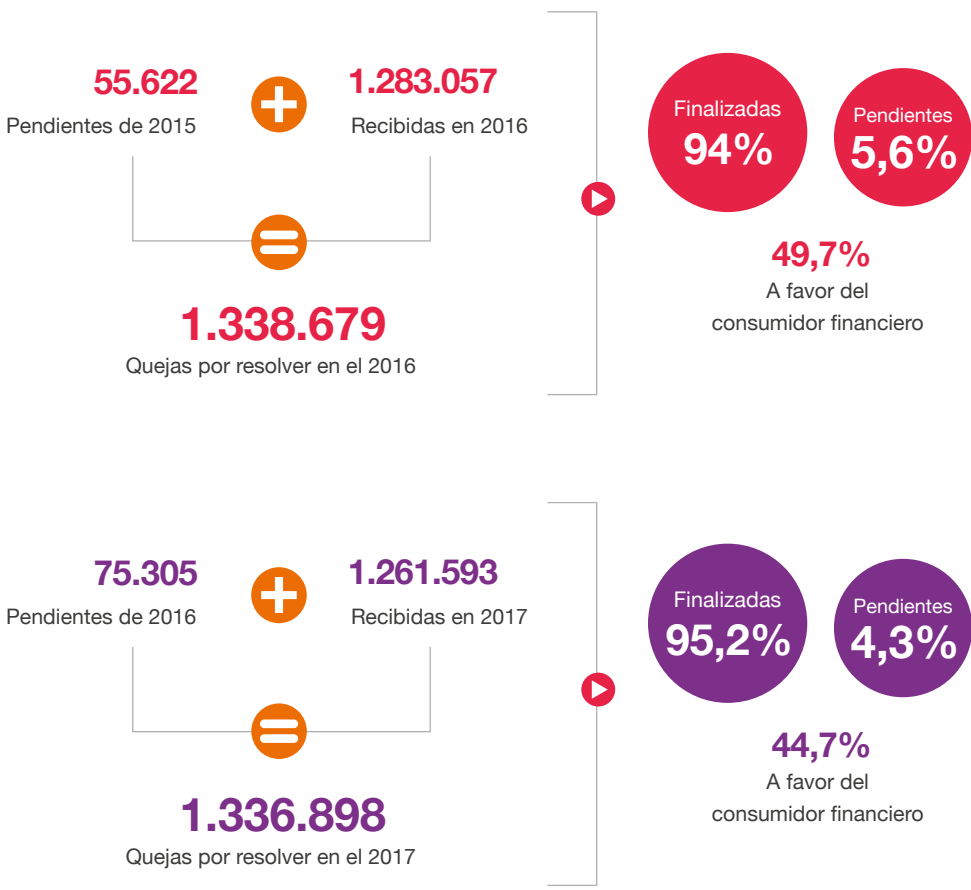 55.622
Pendientes de 2015
1.283.057
Recibidas en 2016
1.338.679
Quejas por resolver en el 2016
Finalizadas
94%
Pendientes
5,6%
49,7%
A favor del
consumidor financiero
75.305
Pendientes de 2016
1.261.593
Recibidas en 2017
1.336.898
Quejas por resolver en el 2017
Finalizadas
95,2%
Pendientes
4,3%
44,7%
A favor del
consumidor financiero